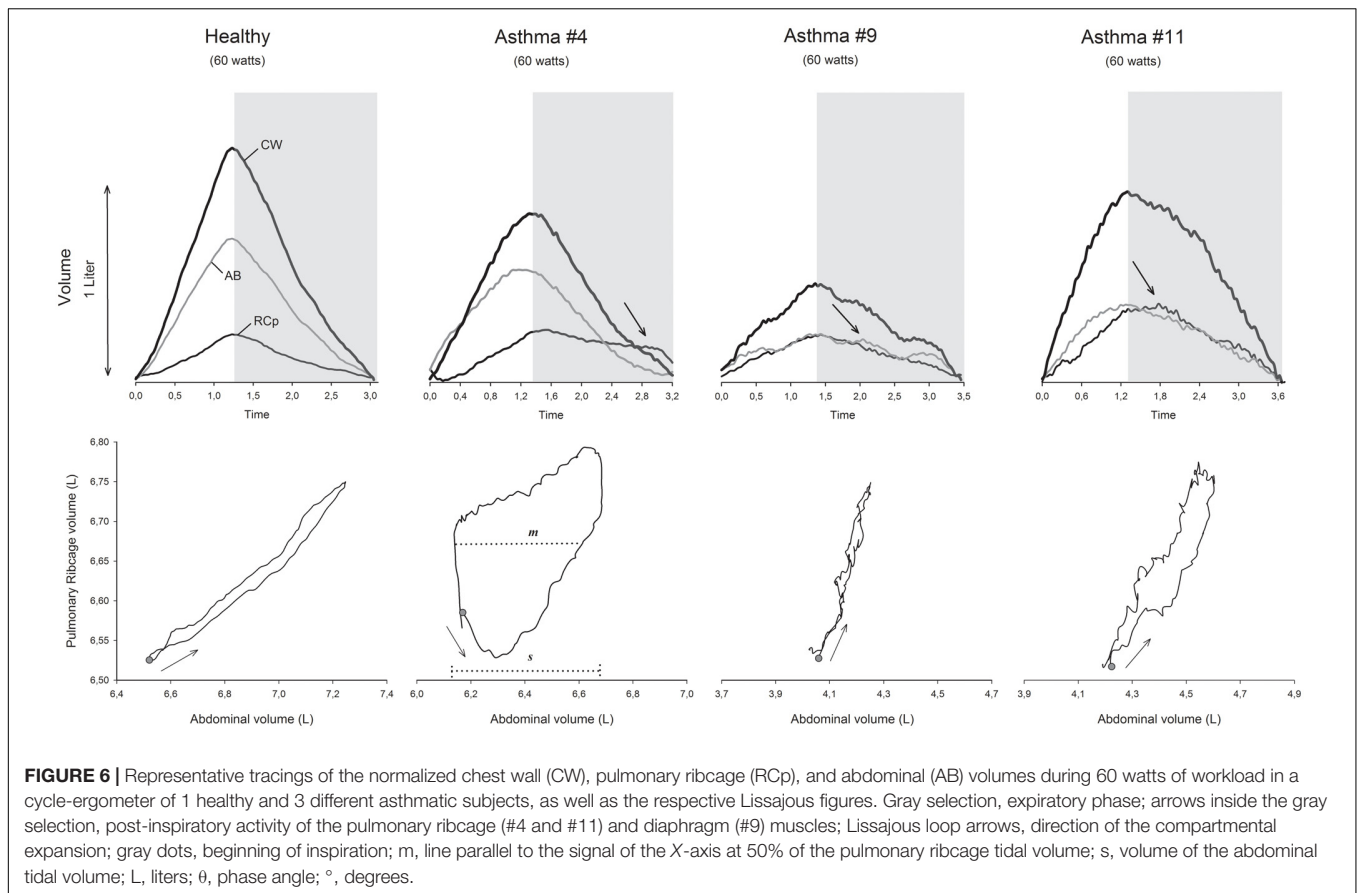 Healthy
(60 watts)
Asthma #4
(60 watts)
Asthma #9
(60 watts)
Asthma #11
(60 watts)
CW
AB
RCp
Volume
1 Liter
0,0 0,5 1,0 1,5 2,0 2,5 3,0
Time
0,0 0,4 0,8 1,2 1,6 2,0 2,4 2,8 3,2
Time
0,0 0,5 1,0 1,5 2,0 2,5 3,0 3,5
Time
0,0 0,6 1,2 1,8 2,4 3,0 3,6
Time
Pulmonary Ribcage volume (L)
6,80
6,75
6,70
6,65
6,60
6,55
6,50
6,4 6,6 6,8 7,0 7,2 7,4
Abdominal volume (L)
m
s
6,0 6,2 6,4 6,6 6,8 7,0
Abdominal volume (L)
3,7 3,9 4,1 4,3 4,5 4,7
Abdominal volume (L)
3,9 4,1 4,3 4,5 4,7 4,9
Abdominal volume (L)
FIGURE 6 | Representative tracings of the normalized chest wall (CW), pulmonary ribcage (RCp), and abdominal (AB) volumes during 60 watts of workload in a
cycle-ergometer of 1 healthy and 3 different asthmatic subjects, as well as the respective Lissajous figures. Gray selection, expiratory phase; arrows inside the gray
selection, post-inspiratory activity of the pulmonary ribcage (#4 and #11) and diaphragm (#9) muscles; Lissajous loop arrows, direction of the compartmental
expansion; gray dots, beginning of inspiration; m, line parallel to the signal of the X-axis at 50% of the pulmonary ribcage tidal volume; s, volume of the abdominal
tidal volume; L, liters; θ, phase angle; °, degrees.